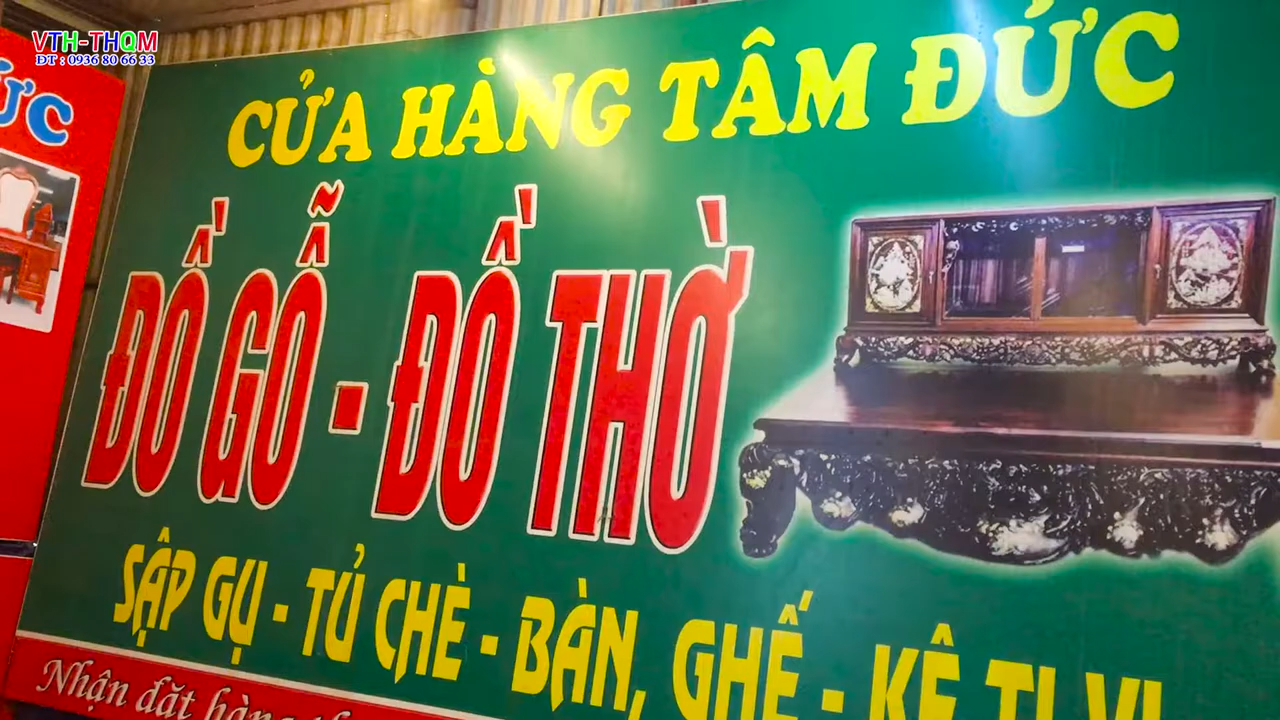 VTH-THQM
ĐT : 0936 80 66 33
ỨC
CỬA HÀNG TÂM ĐỨC
ĐỒ GỖ - ĐỒ THỜ
SẬP GỤ - TỦ CHÈ - BÀN, GHẾ - KỆ TI VI
Nhận đặt hàng